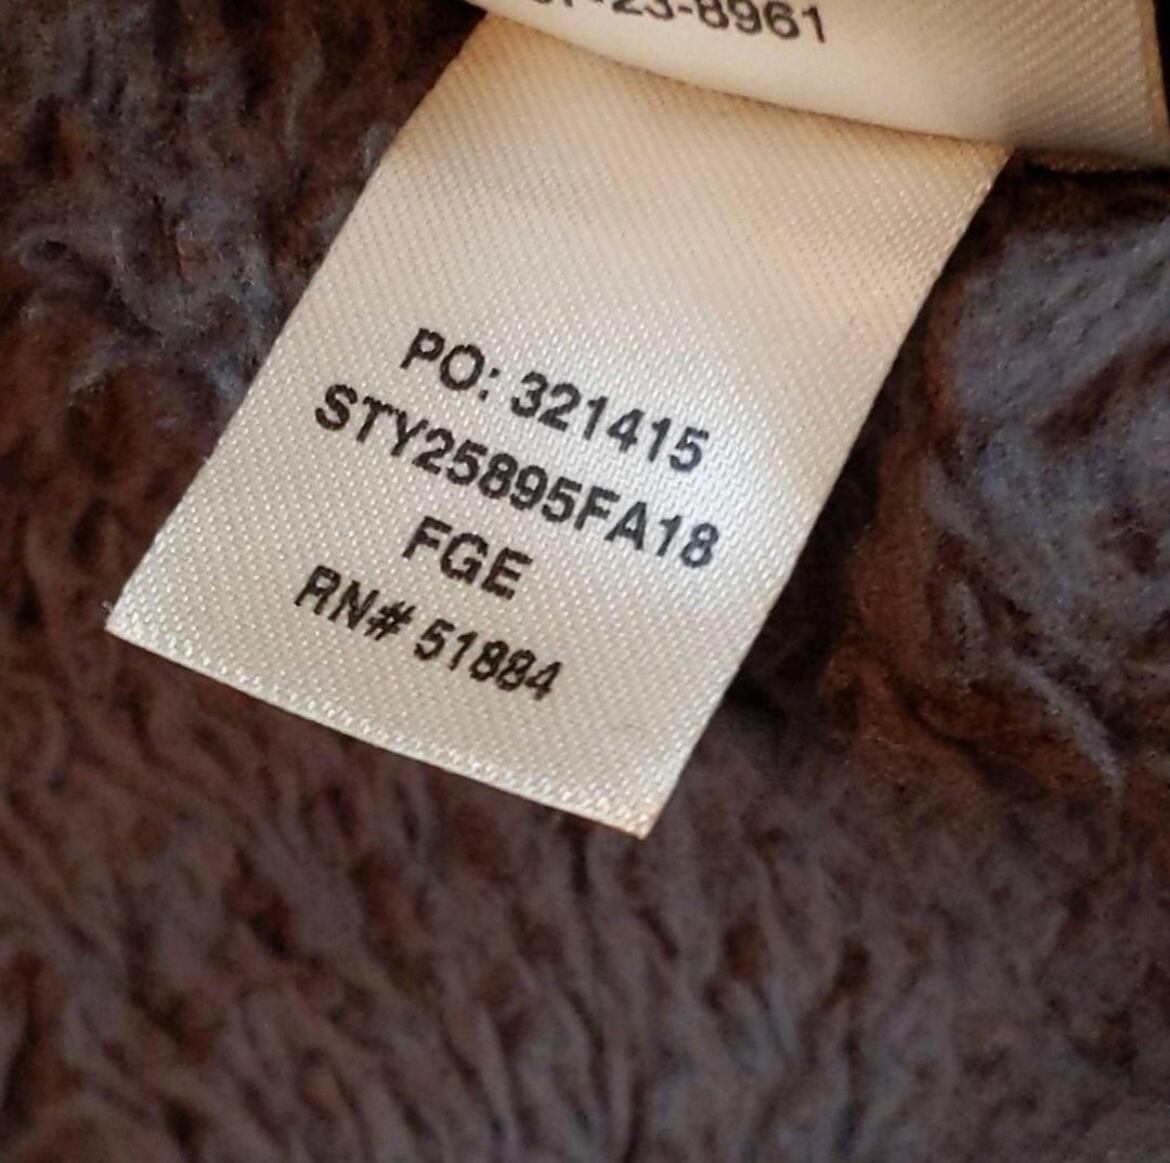 -23-8961
PO: 321415
STY25895FA18
FGE
RN# 51884